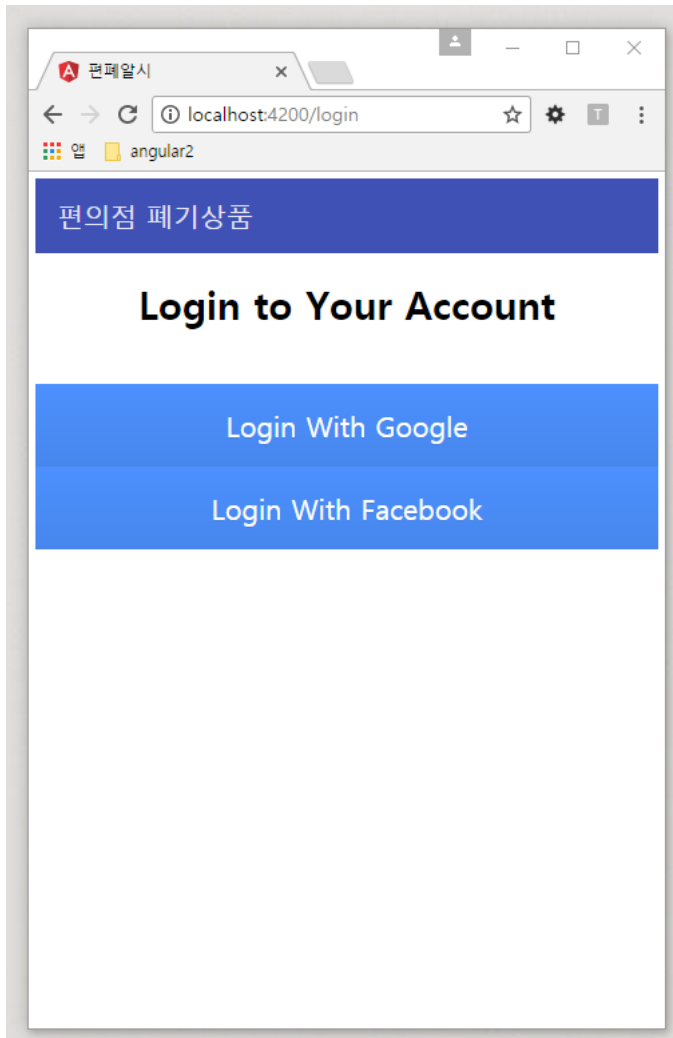 편폐알시
localhost:4200/login
T
앱
angular2
편의점 폐기상품
Login to Your Account
Login With Google
Login With Facebook